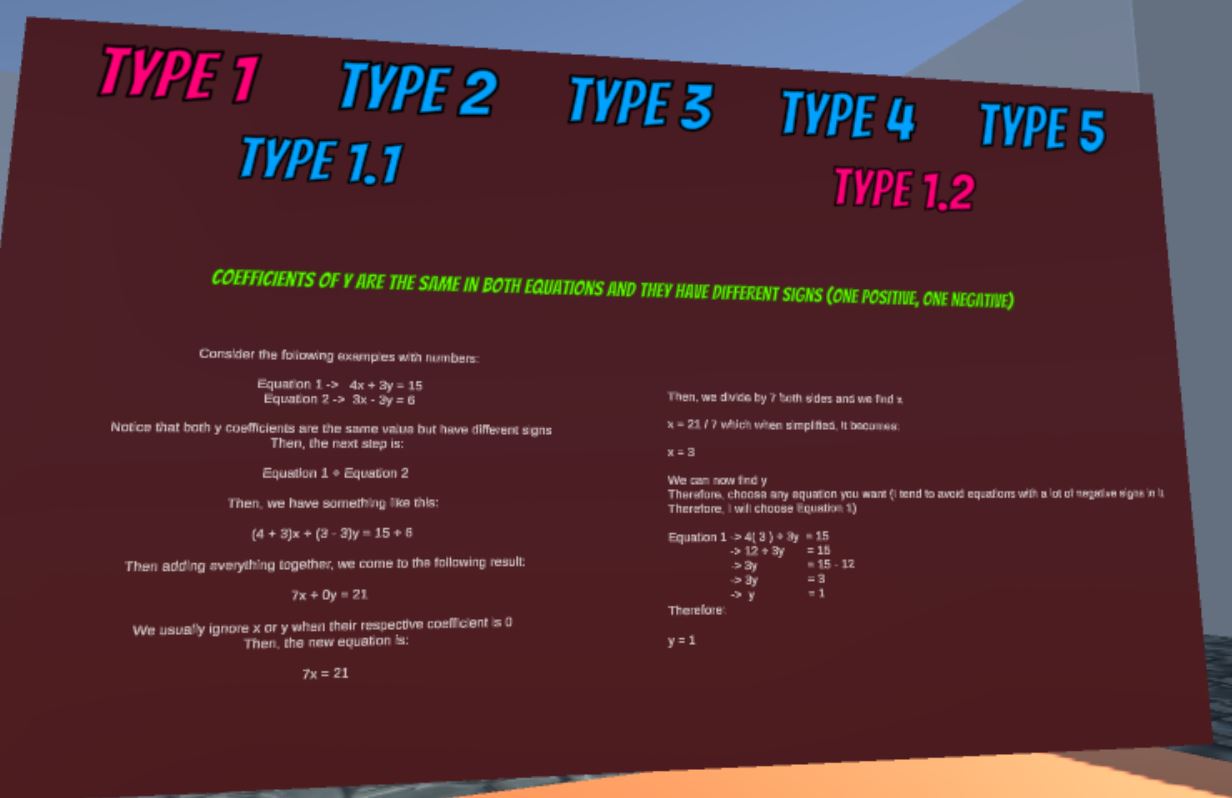 TYPE 1 TYPE 2 TYPE 3 TYPE 4 TYPE 5
TYPE 1.1 TYPE 1.2
COEFFICIENTS OF Y ARE THE SAME IN BOTH EQUATIONS AND THEY HAVE DIFFERENT SIGNS (ONE POSITIVE, ONE NEGATIVE)
Consider the following examples with numbers:
Equation 1 -> 4x + 3y = 15
Equation 2 -> 3x - 3y = 6
Notice that both y coefficients are the same value but have different signs
Then, the next step is:
Equation 1 + Equation 2
Then, we have something like this:
(4 + 3)x + (3 - 3)y = 15 + 6
Then adding everything together, we come to the following result:
7x + 0y = 21
We usually ignore x or y when their respective coefficient is 0
Then, the new equation is:
7x = 21
Then, we divide by 7 both sides and we find x
x = 21 / 7 which when simplified, it becomes:
x = 3
We can now find y
Therefore, choose any equation you want (I tend to avoid equations with a lot of negative signs in it,
Therefore, I will choose Equation 1)
Equation 1 -> 4( 3 ) + 3y = 15
-> 12 + 3y = 15
-> 3y = 15 - 12
-> 3y = 3
-> y = 1
Therefore:
y = 1